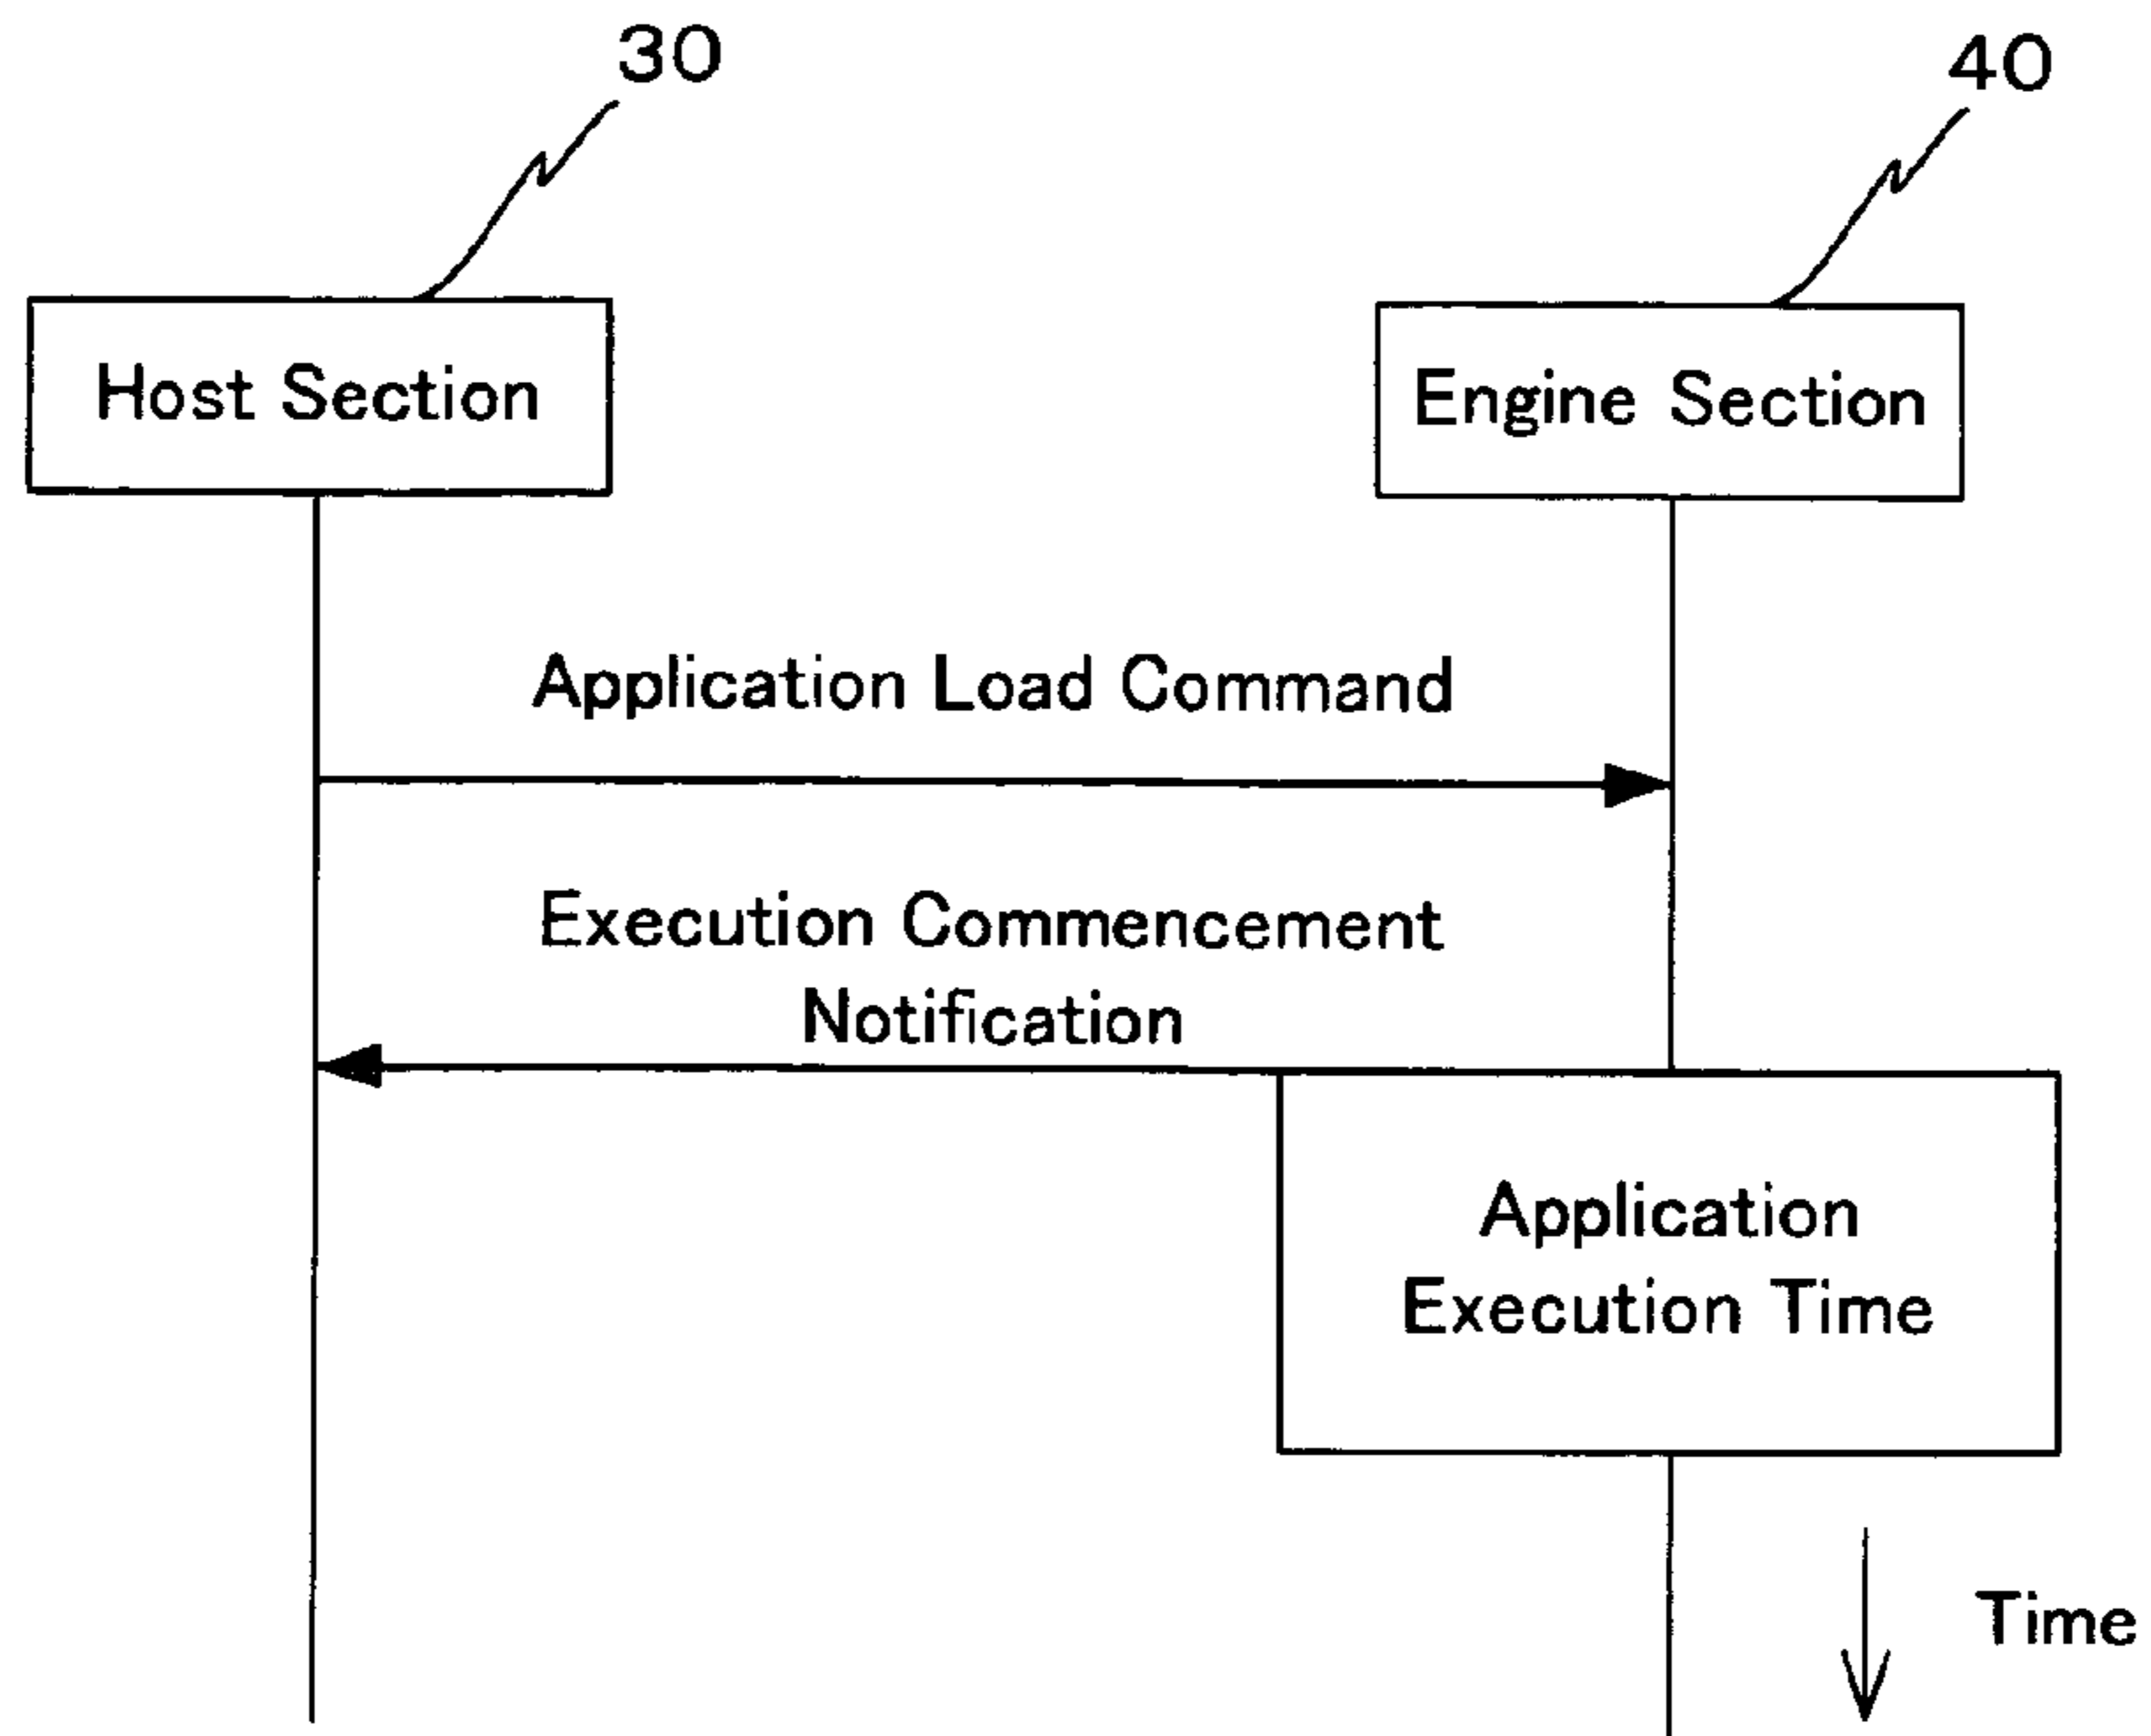 30
40
Host Section
Engine Section
Application Load Command
Execution Commencement
Notification
Application
Execution Time
Time